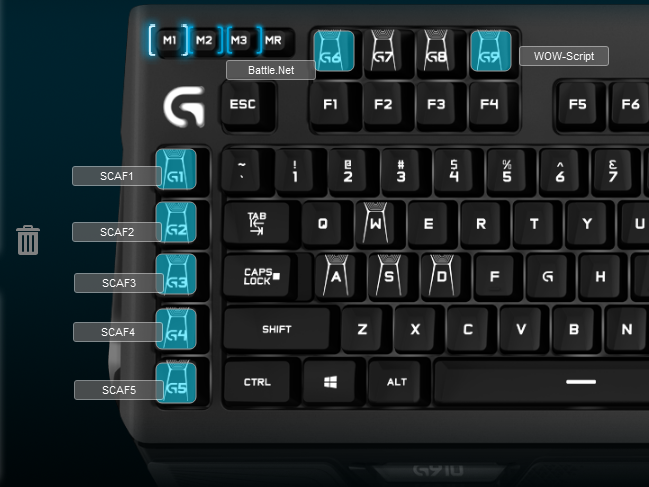 M1 M2 M3 MR
G6 G7 G8 G9
WOW-Script
Battle.Net
G
ESC F1 F2 F3 F4 F5 F6
SCAF1
G1 ~ ` ! 1 @ 2 # 3 $ 4 % 5 ^ 6 £ 7
SCAF2
G2 TAB Q W E R T Y U
SCAF3
G3 CAPS LOCK A S D F G H
SCAF4
G4 SHIFT Z X C V B N
SCAF5
G5 CTRL ALT
G910